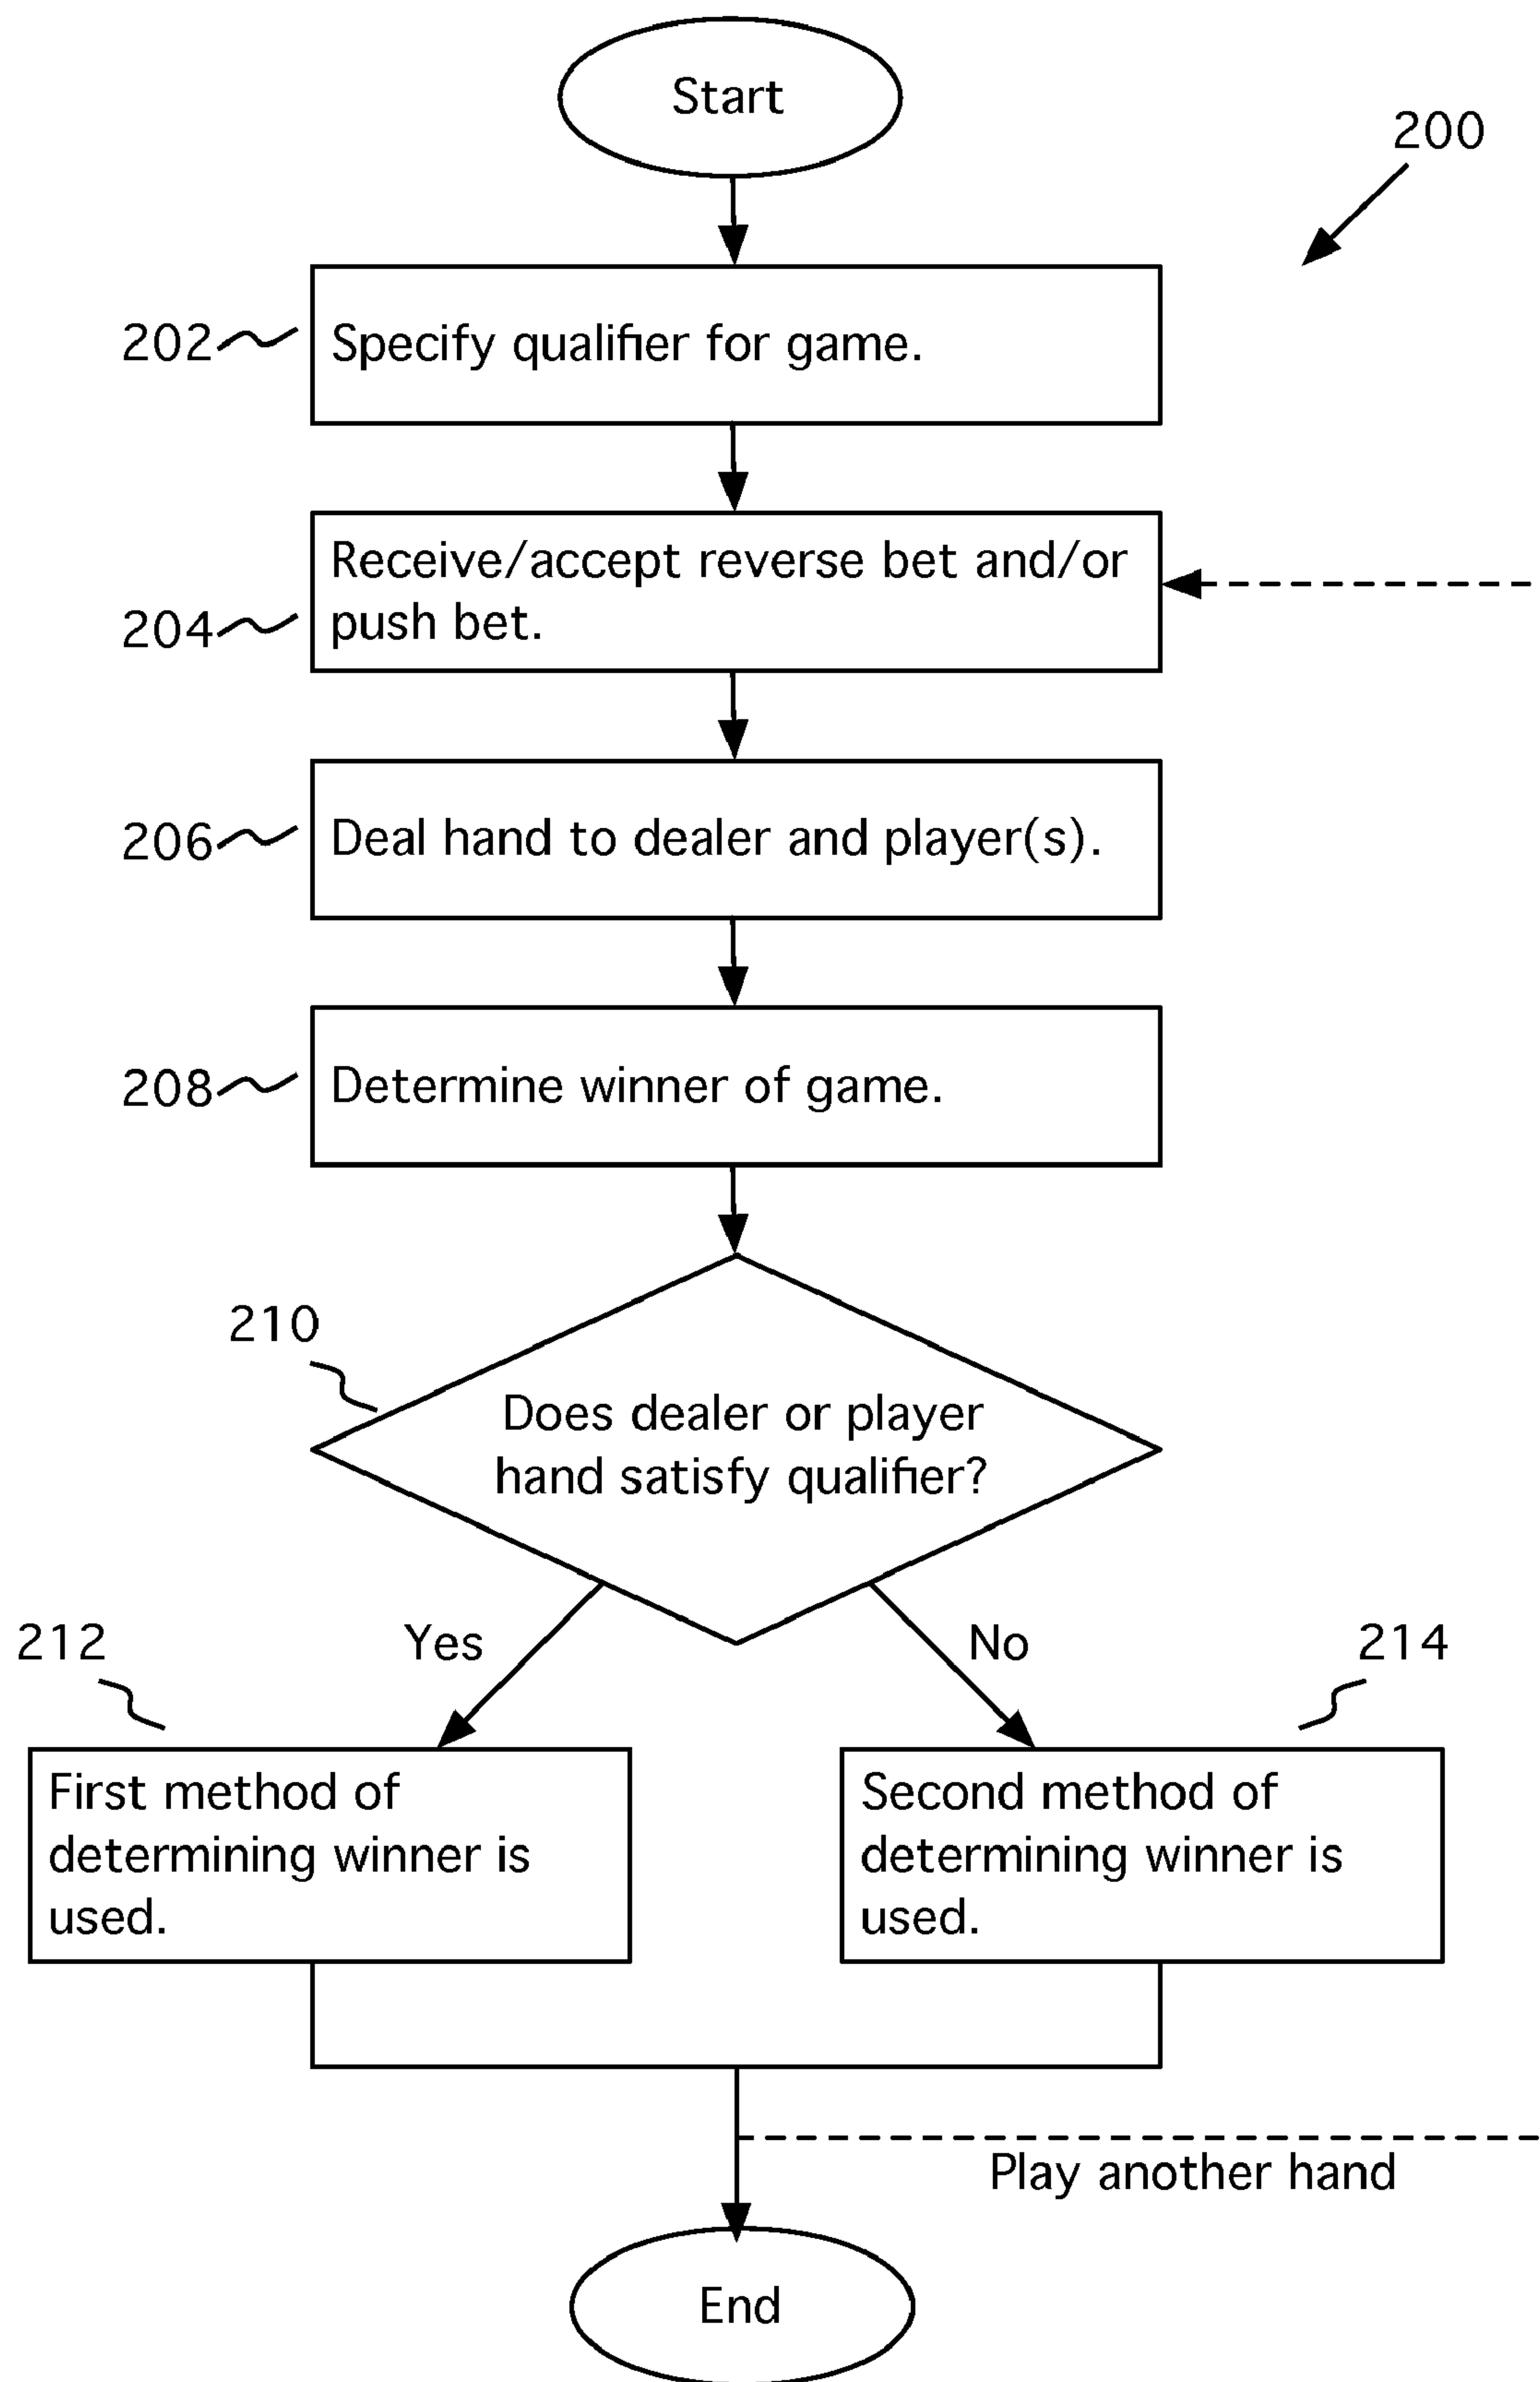 Start
200
202
Specify qualifier for game.
Receive/accept reverse bet and/or
push bet.
204
206
Deal hand to dealer and player(s).
208
Determine winner of game.
210
Does dealer or player
hand satisfy qualifier?
212
Yes
No
214
First method of
determining winner is
used.
Second method of
determining winner is
used.
Play another hand
End